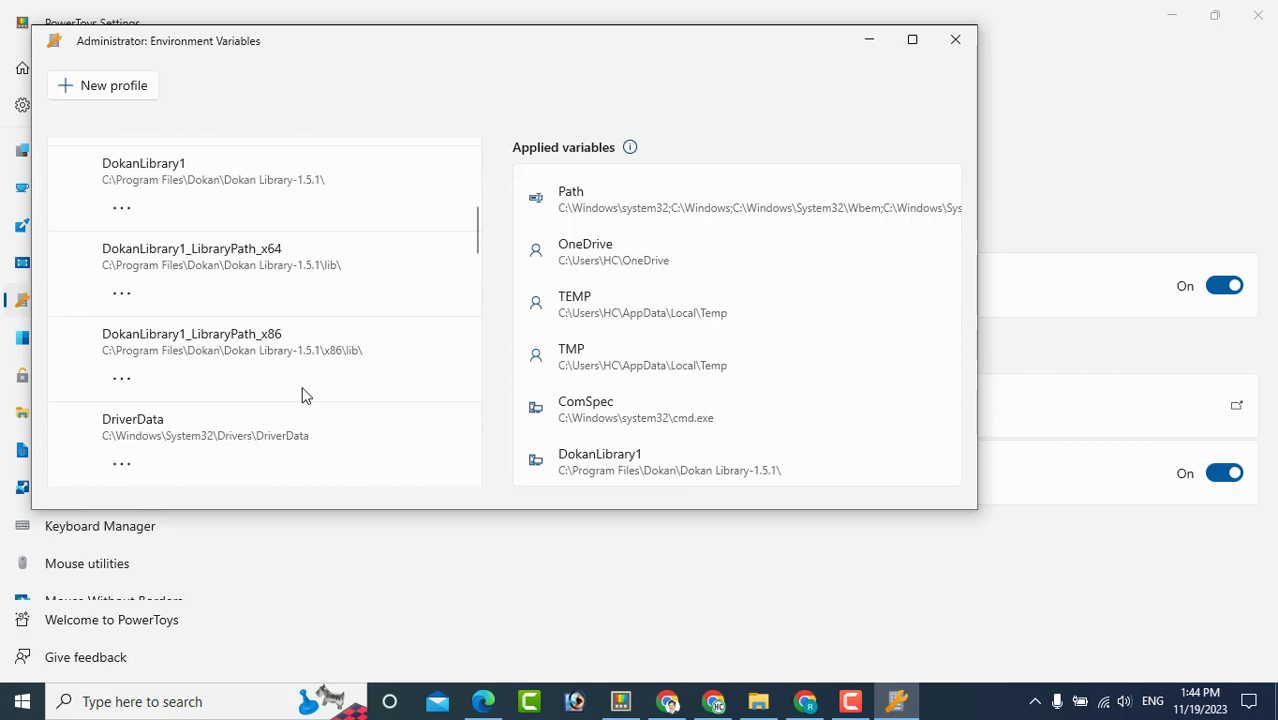 PowerToys Settings
Administrator: Environment Variables
New profile
DokanLibrary1
C:\Program Files\Dokan\Dokan Library-1.5.1\
...
DokanLibrary1_LibraryPath_x64
C:\Program Files\Dokan\Dokan Library-1.5.1\lib\
...
DokanLibrary1_LibraryPath_x86
C:\Program Files\Dokan\Dokan Library-1.5.1\x86\lib\
...
DriverData
C:\Windows\System32\Drivers\DriverData
...
Applied variables
Path
C:\Windows\system32;C:\Windows;C:\Windows\System32\Wbem;C:\Windows\Sys
OneDrive
C:\Users\HC\OneDrive
TEMP
C:\Users\HC\AppData\Local\Temp
TMP
C:\Users\HC\AppData\Local\Temp
ComSpec
C:\Windows\system32\cmd.exe
DokanLibrary1
C:\Program Files\Dokan\Dokan Library-1.5.1\
On
On
Keyboard Manager
Mouse utilities
Mouse Without Borders
Welcome to PowerToys
Give feedback
Type here to search
ENG
1:44 PM
11/19/2023